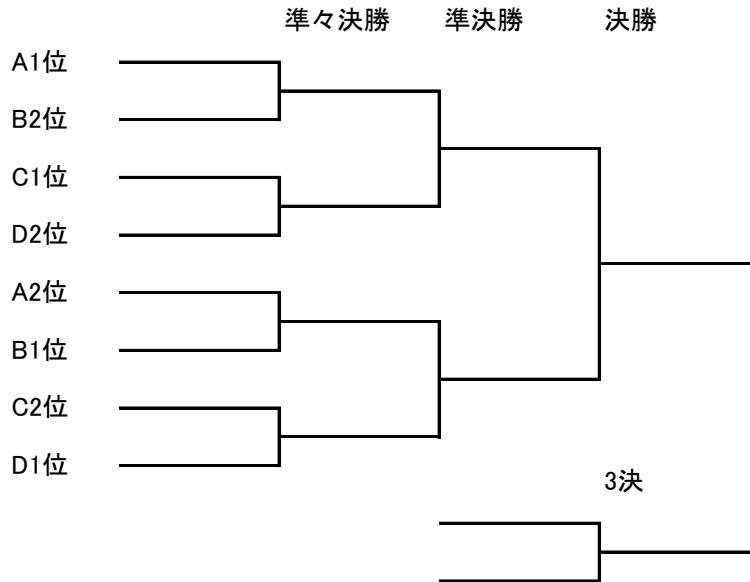 準々決勝 準決勝 決勝
A1位
B2位
C1位
D2位
A2位
B1位
C2位
D1位
3決